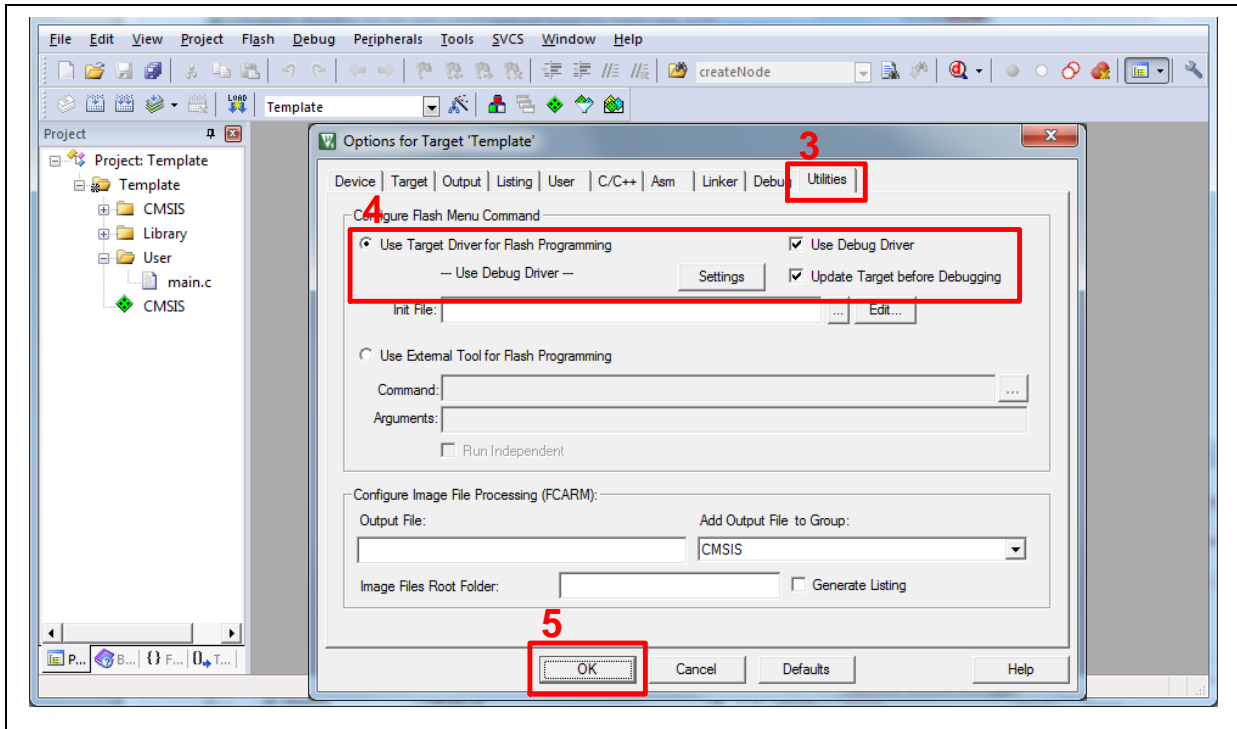 File Edit View Project Flash Debug Peripherals Tools SVCS Window Help
createNode
LOAD Template
Project
Project: Template
Template
CMSIS
Library
User
main.c
CMSIS
P... B... {} F... 0 T...
Options for Target 'Template'
3
Device Target Output Listing User C/C++ Asm Linker Debug Utilities
4
Configure Flash Menu Command
Use Target Driver for Flash Programming Use Debug Driver
--- Use Debug Driver --- Settings Update Target before Debugging
Init File: ... Edit...
Use External Tool for Flash Programming
Command: ...
Arguments:
Run Independent
Configure Image File Processing (FCARM):
Output File: Add Output File to Group:
CMSIS
Image Files Root Folder: Generate Listing
5
OK Cancel Defaults Help